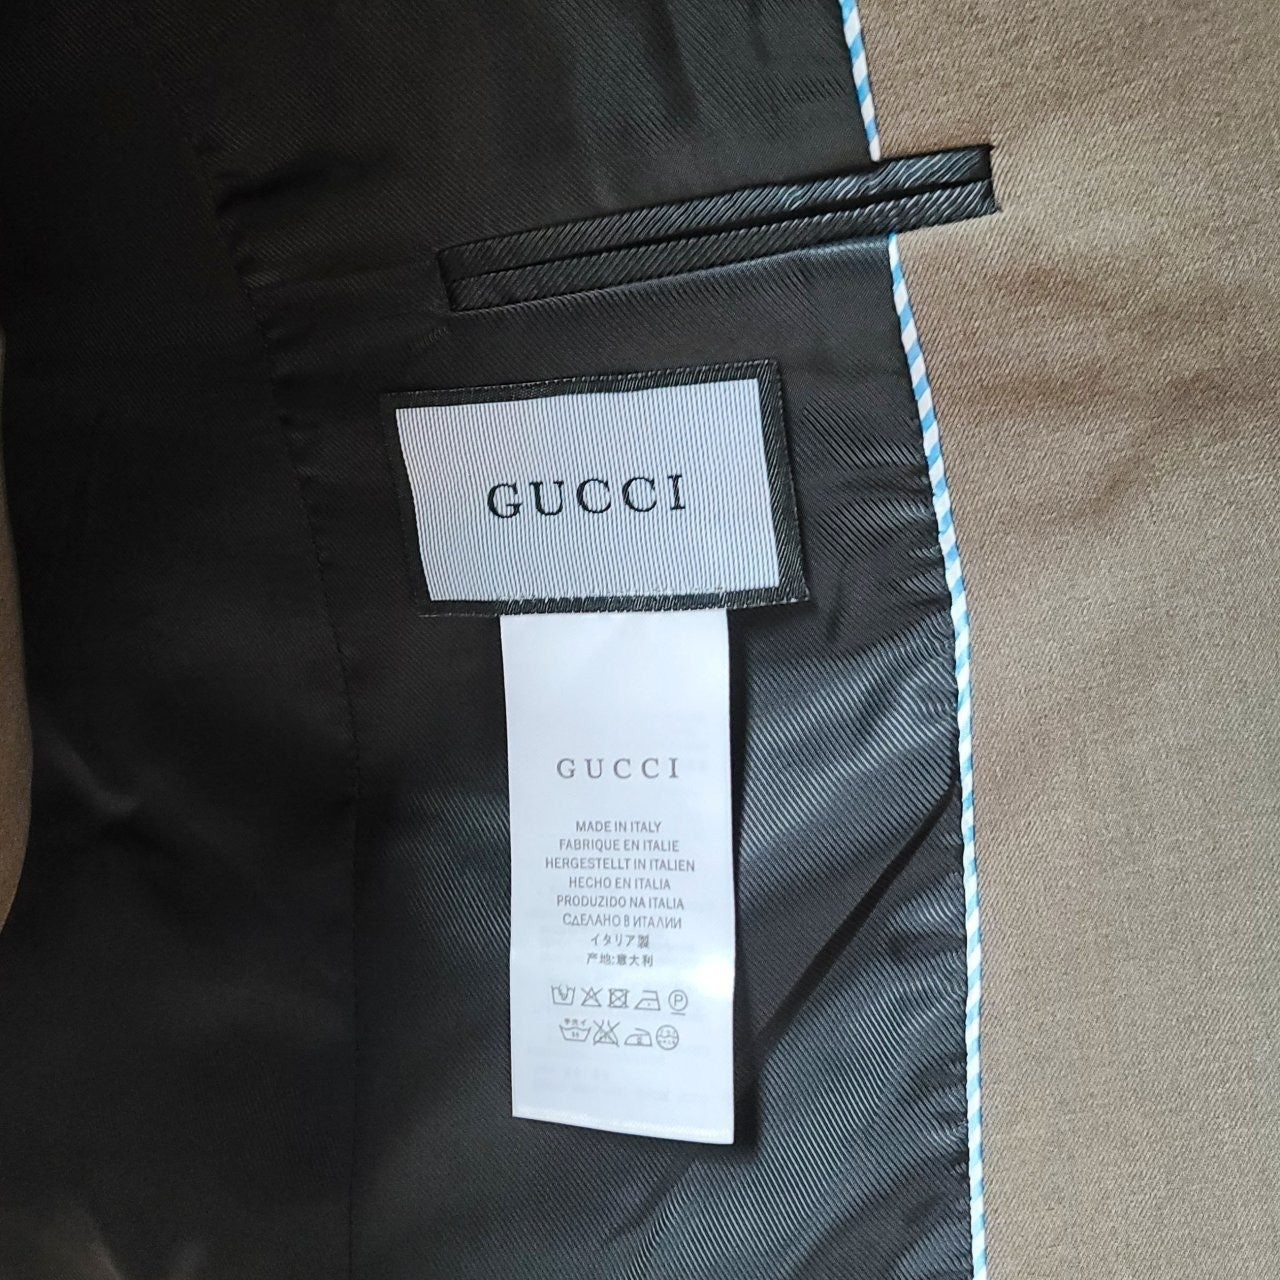 GUCCI
GUCCI
MADE IN ITALY
FABRIQUE EN ITALIE
HERGESTELLT IN ITALIEN
HECHO EN ITALIA
PRODUZIDO NA ITALIA
СДЕЛАНО В ИТАЛИИ
イタリア製
产地:意大利
P